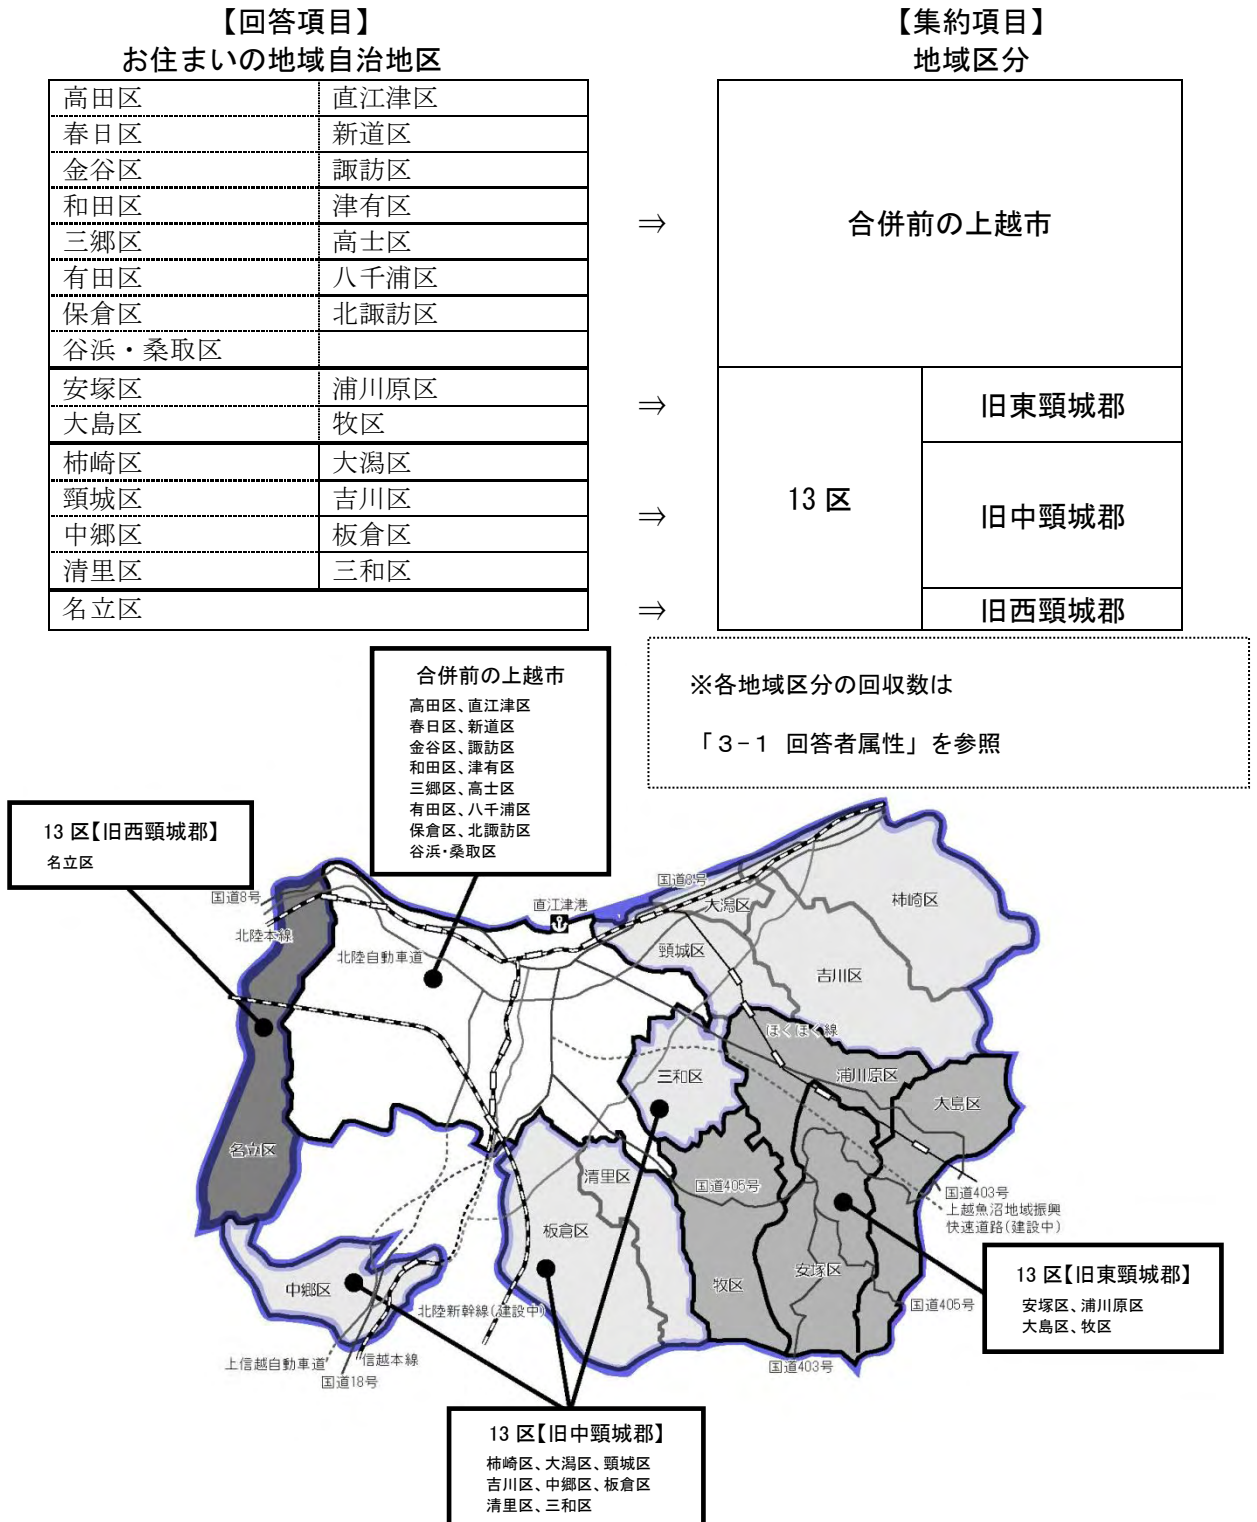 【回答項目】
お住まいの地域自治地区
【集約項目】
地域区分
高田区 直江津区
春日区 新道区
金谷区 諏訪区
和田区 津有区
三郷区 高士区
有田区 八千浦区
保倉区 北諏訪区
谷浜・桑取区
⇒
合併前の上越市
安塚区 浦川原区
大島区 牧区
⇒
13 区
旧東頸城郡
柿崎区 大潟区
頸城区 吉川区
中郷区 板倉区
清里区 三和区
⇒
旧中頸城郡
名立区
⇒
旧西頸城郡
※各地域区分の回収数は
「3-1 回答者属性」を参照
合併前の上越市
高田区、直江津区
春日区、新道区
金谷区、諏訪区
和田区、津有区
三郷区、高士区
有田区、八千浦区
保倉区、北諏訪区
谷浜・桑取区
13 区【旧西頸城郡】
名立区
国道8号
北陸本線
北陸自動車道
直江津港
国道8号
大潟区
柿崎区
頸城区
吉川区
ほくほく線
三和区
浦川原区
大島区
名立区
清里区
国道405号
板倉区
牧区
安塚区
中郷区
国道403号
上越魚沼地域振興
快速道路(建設中)
国道405号
北陸新幹線(建設中)
上信越自動車道
信越本線
国道18号
国道403号
13 区【旧東頸城郡】
安塚区、浦川原区
大島区、牧区
13 区【旧中頸城郡】
柿崎区、大潟区、頸城区
吉川区、中郷区、板倉区
清里区、三和区